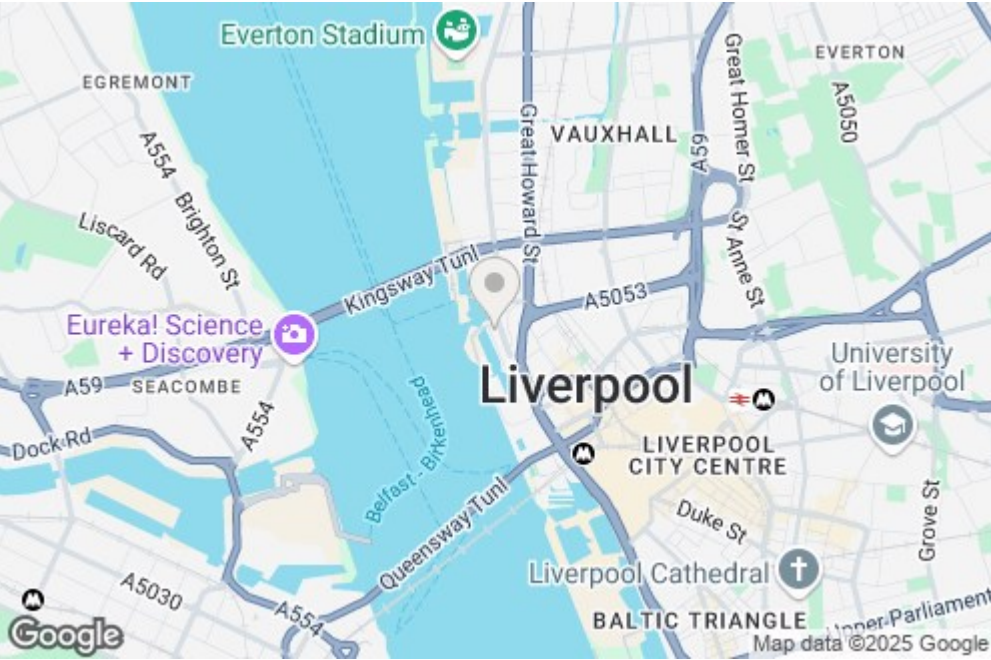 Everton Stadium
EGREMONT
EVERTON
A554
Great Howard St
VAUXHALL
A59
Great Homer St
A5050
Brighton St
Liscard Rd
St Anne St
Kingsway Tunl
A5053
Eureka! Science
+ Discovery
A59
SEACOMBE
University
of Liverpool
Liverpool
A554
Belfast - Birkenhead
Dock Rd
LIVERPOOL
CITY CENTRE
Queensway Tunl
Duke St
Grove St
Liverpool Cathedral
A5030
A554
BALTIC TRIANGLE
Upper-Parliament
Google
Map data ©2025 Google